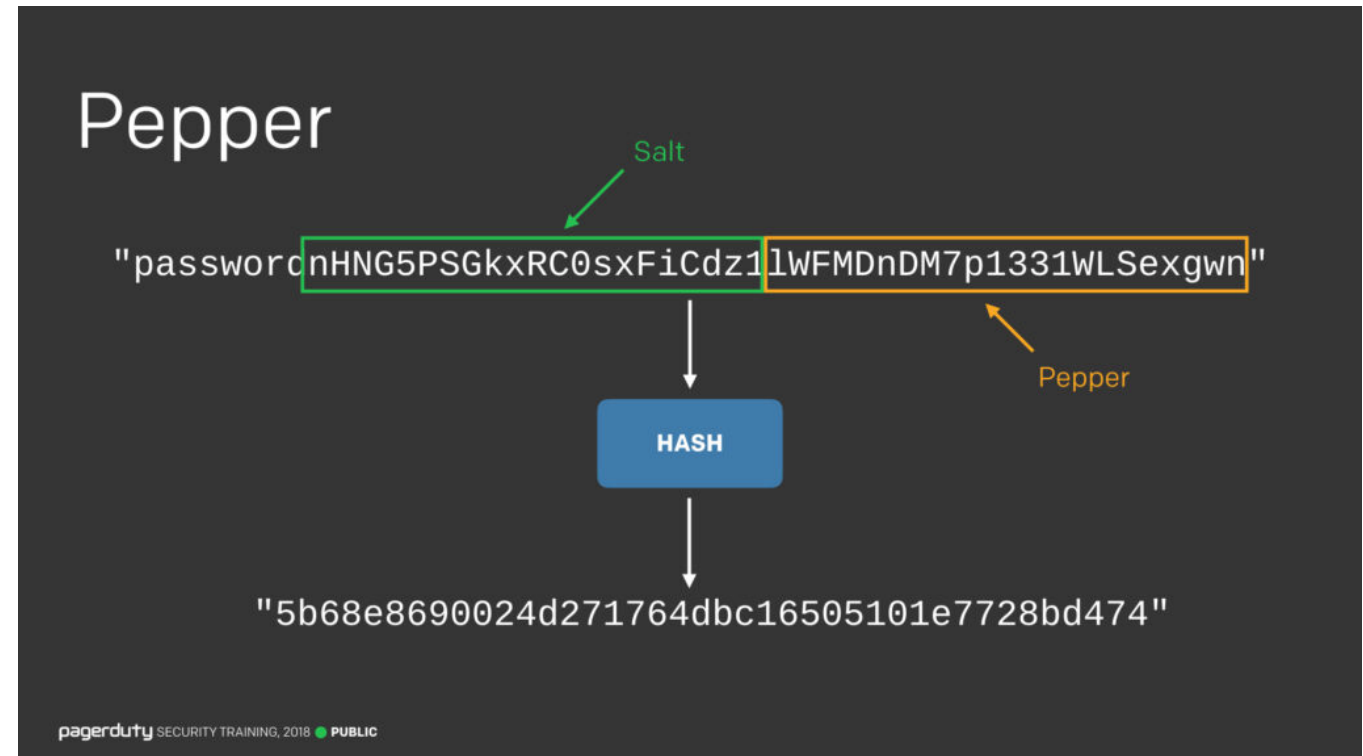 Pepper
Salt
"passwordnHNG5PSGkxRC0sxFiCdz1lWFMDnDM7p1331WLSexgwn"
Pepper
HASH
"5b68e8690024d271764dbc16505101e7728bd474"
pagerduty SECURITY TRAINING, 2018 PUBLIC